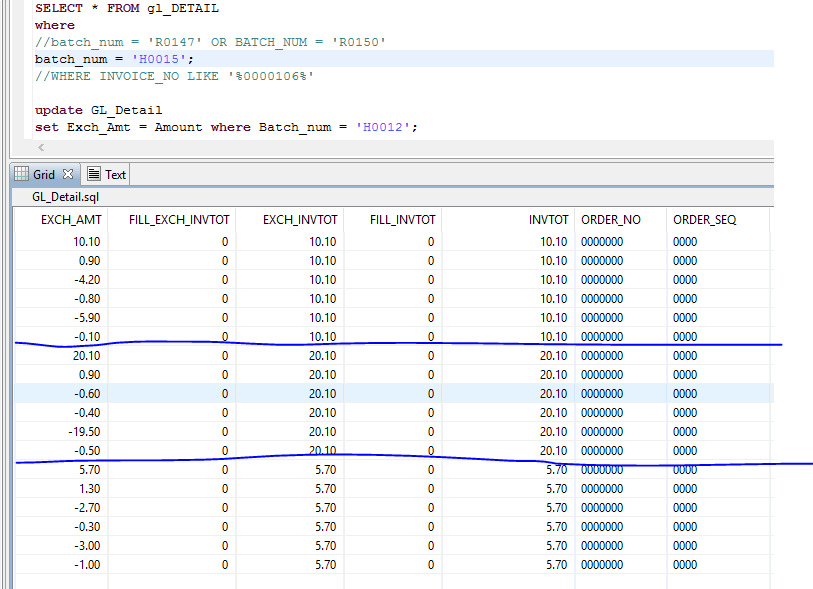 SELECT * FROM gl_DETAIL
where
//batch_num = 'R0147' OR BATCH_NUM = 'R0150'
batch_num = 'H0015';
//WHERE INVOICE_NO LIKE '%0000106%'
update GL_Detail
set Exch_Amt = Amount where Batch_num = 'H0012';
Grid Text
GL_Detail.sql
EXCH_AMT FILL_EXCH_INVTOT EXCH_INVTOT FILL_INVTOT INVTOT ORDER_NO ORDER_SEQ
10.10 0 10.10 0 10.10 0000000 0000
0.90 0 10.10 0 10.10 0000000 0000
-4.20 0 10.10 0 10.10 0000000 0000
-0.80 0 10.10 0 10.10 0000000 0000
-5.90 0 10.10 0 10.10 0000000 0000
-0.10 0 10.10 0 10.10 0000000 0000
20.10 0 20.10 0 20.10 0000000 0000
0.90 0 20.10 0 20.10 0000000 0000
-0.60 0 20.10 0 20.10 0000000 0000
-0.40 0 20.10 0 20.10 0000000 0000
-19.50 0 20.10 0 20.10 0000000 0000
-0.50 0 20.10 0 20.10 0000000 0000
5.70 0 5.70 0 5.70 0000000 0000
1.30 0 5.70 0 5.70 0000000 0000
-2.70 0 5.70 0 5.70 0000000 0000
-0.30 0 5.70 0 5.70 0000000 0000
-3.00 0 5.70 0 5.70 0000000 0000
-1.00 0 5.70 0 5.70 0000000 0000